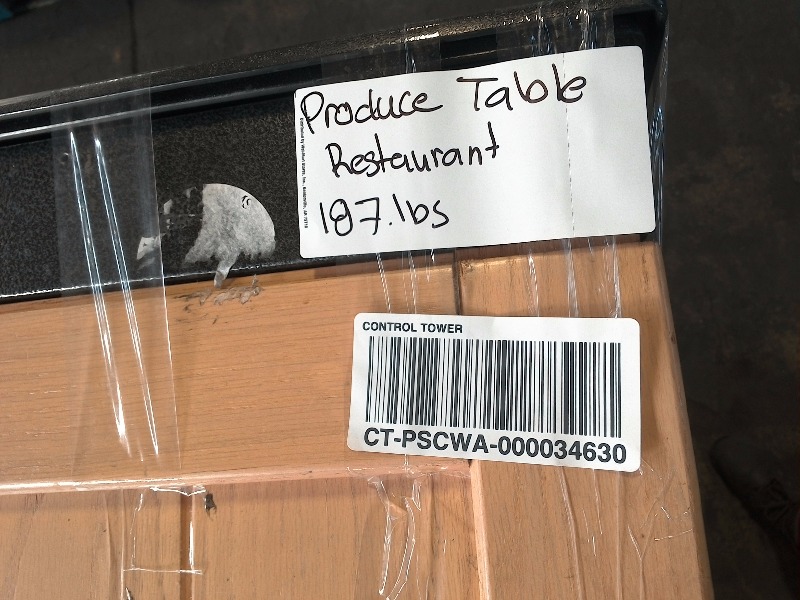 Produce Table
Restaurant
187.lbs
CONTROL TOWER
CT-PSCWA-000034630